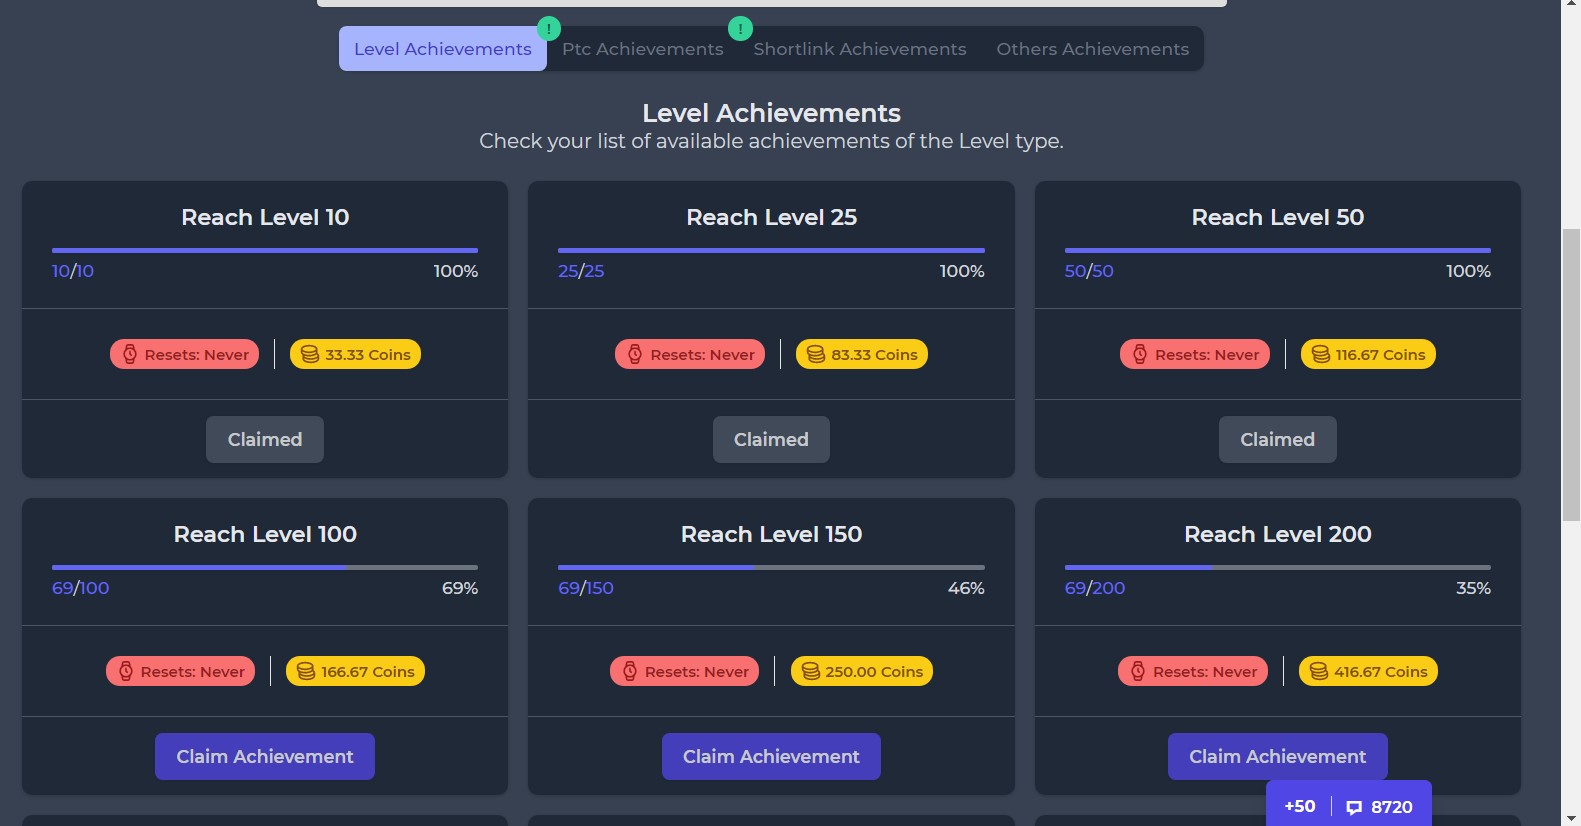 Level Achievements ! Ptc Achievements ! Shortlink Achievements Others Achievements
Level Achievements
Check your list of available achievements of the Level type.
Reach Level 10
10/10 100%
Resets: Never 33.33 Coins
Claimed
Reach Level 25
25/25 100%
Resets: Never 83.33 Coins
Claimed
Reach Level 50
50/50 100%
Resets: Never 116.67 Coins
Claimed
Reach Level 100
69/100 69%
Resets: Never 166.67 Coins
Claim Achievement
Reach Level 150
69/150 46%
Resets: Never 250.00 Coins
Claim Achievement
Reach Level 200
69/200 35%
Resets: Never 416.67 Coins
Claim Achievement
+50 8720